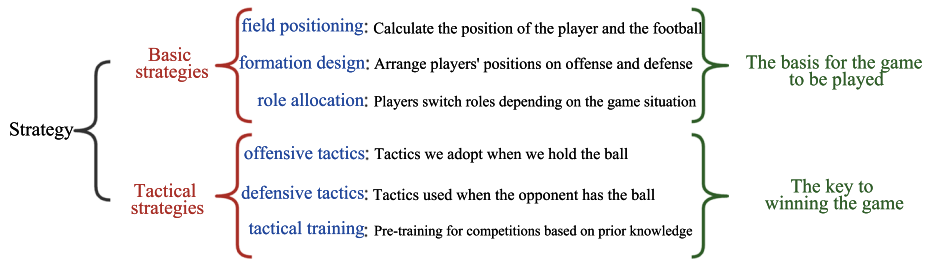 Strategy
Basic
strategies
field positioning: Calculate the position of the player and the football
formation design: Arrange players' positions on offense and defense
role allocation: Players switch roles depending on the game situation
The basis for the game
to be played
Tactical
strategies
offensive tactics: Tactics we adopt when we hold the ball
defensive tactics: Tactics used when the opponent has the ball
tactical training: Pre-training for competitions based on prior knowledge
The key to
winning the game